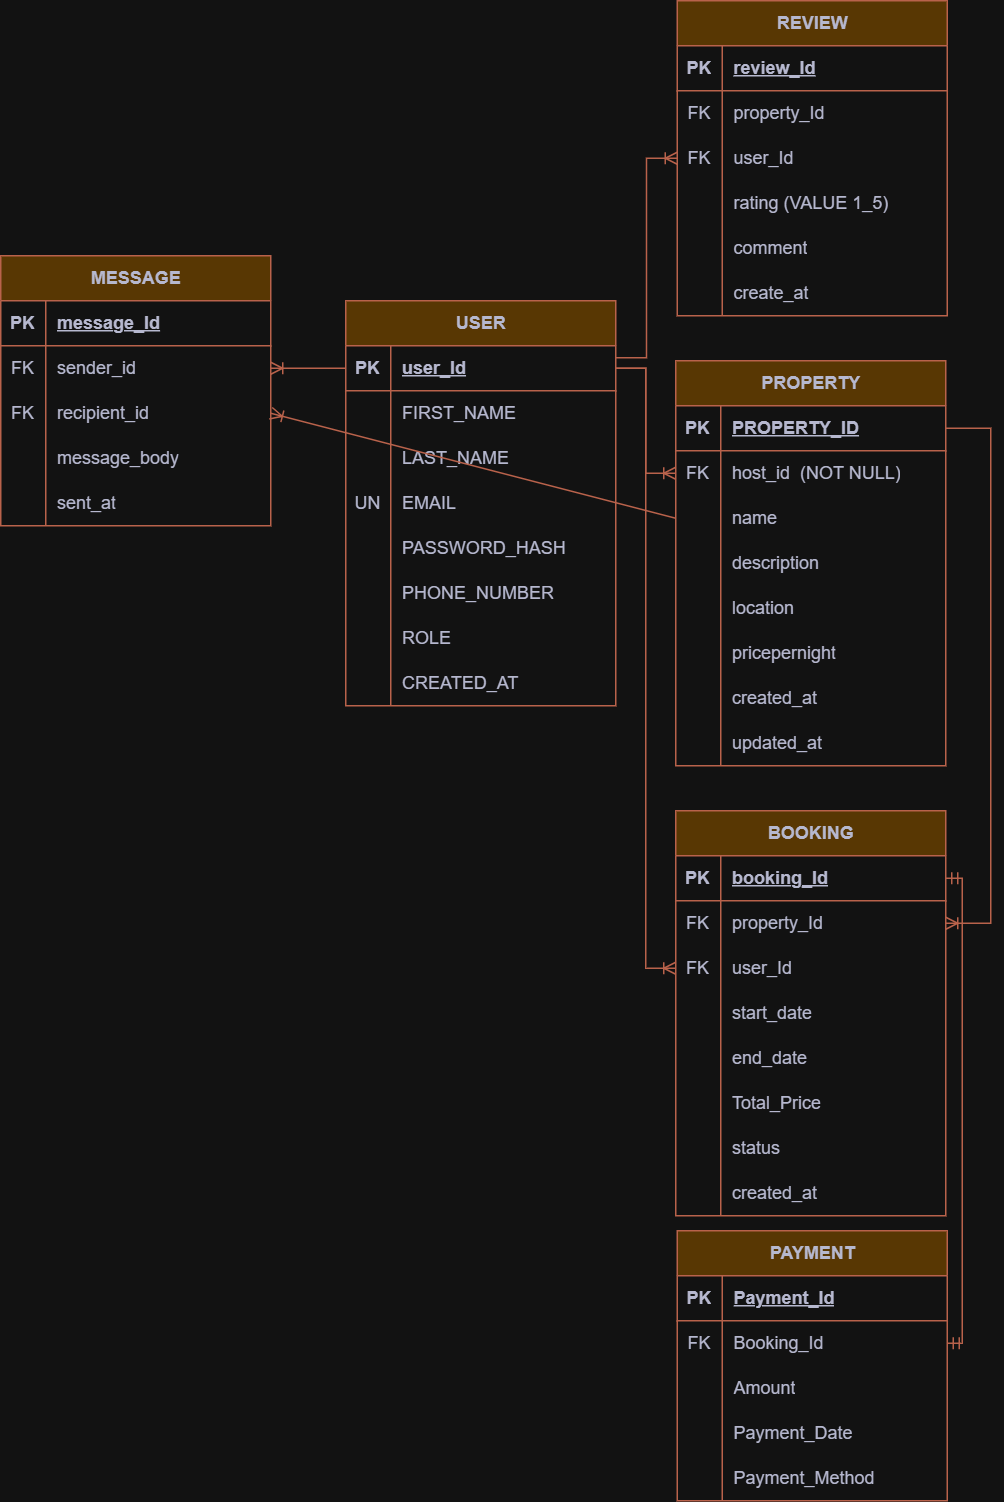 REVIEW
PK review_Id
FK property_Id
FK user_Id
rating (VALUE 1_5)
comment
create_at
MESSAGE
PK message_Id
FK sender_id
FK recipient_id
message_body
sent_at
USER
PK user_Id
FIRST_NAME
LAST_NAME
UN EMAIL
PASSWORD_HASH
PHONE_NUMBER
ROLE
CREATED_AT
PROPERTY
PK PROPERTY_ID
FK host_id (NOT NULL)
name
description
location
pricepernight
created_at
updated_at
BOOKING
PK booking_Id
FK property_Id
FK user_Id
start_date
end_date
Total_Price
status
created_at
PAYMENT
PK Payment_Id
FK Booking_Id
Amount
Payment_Date
Payment_Method